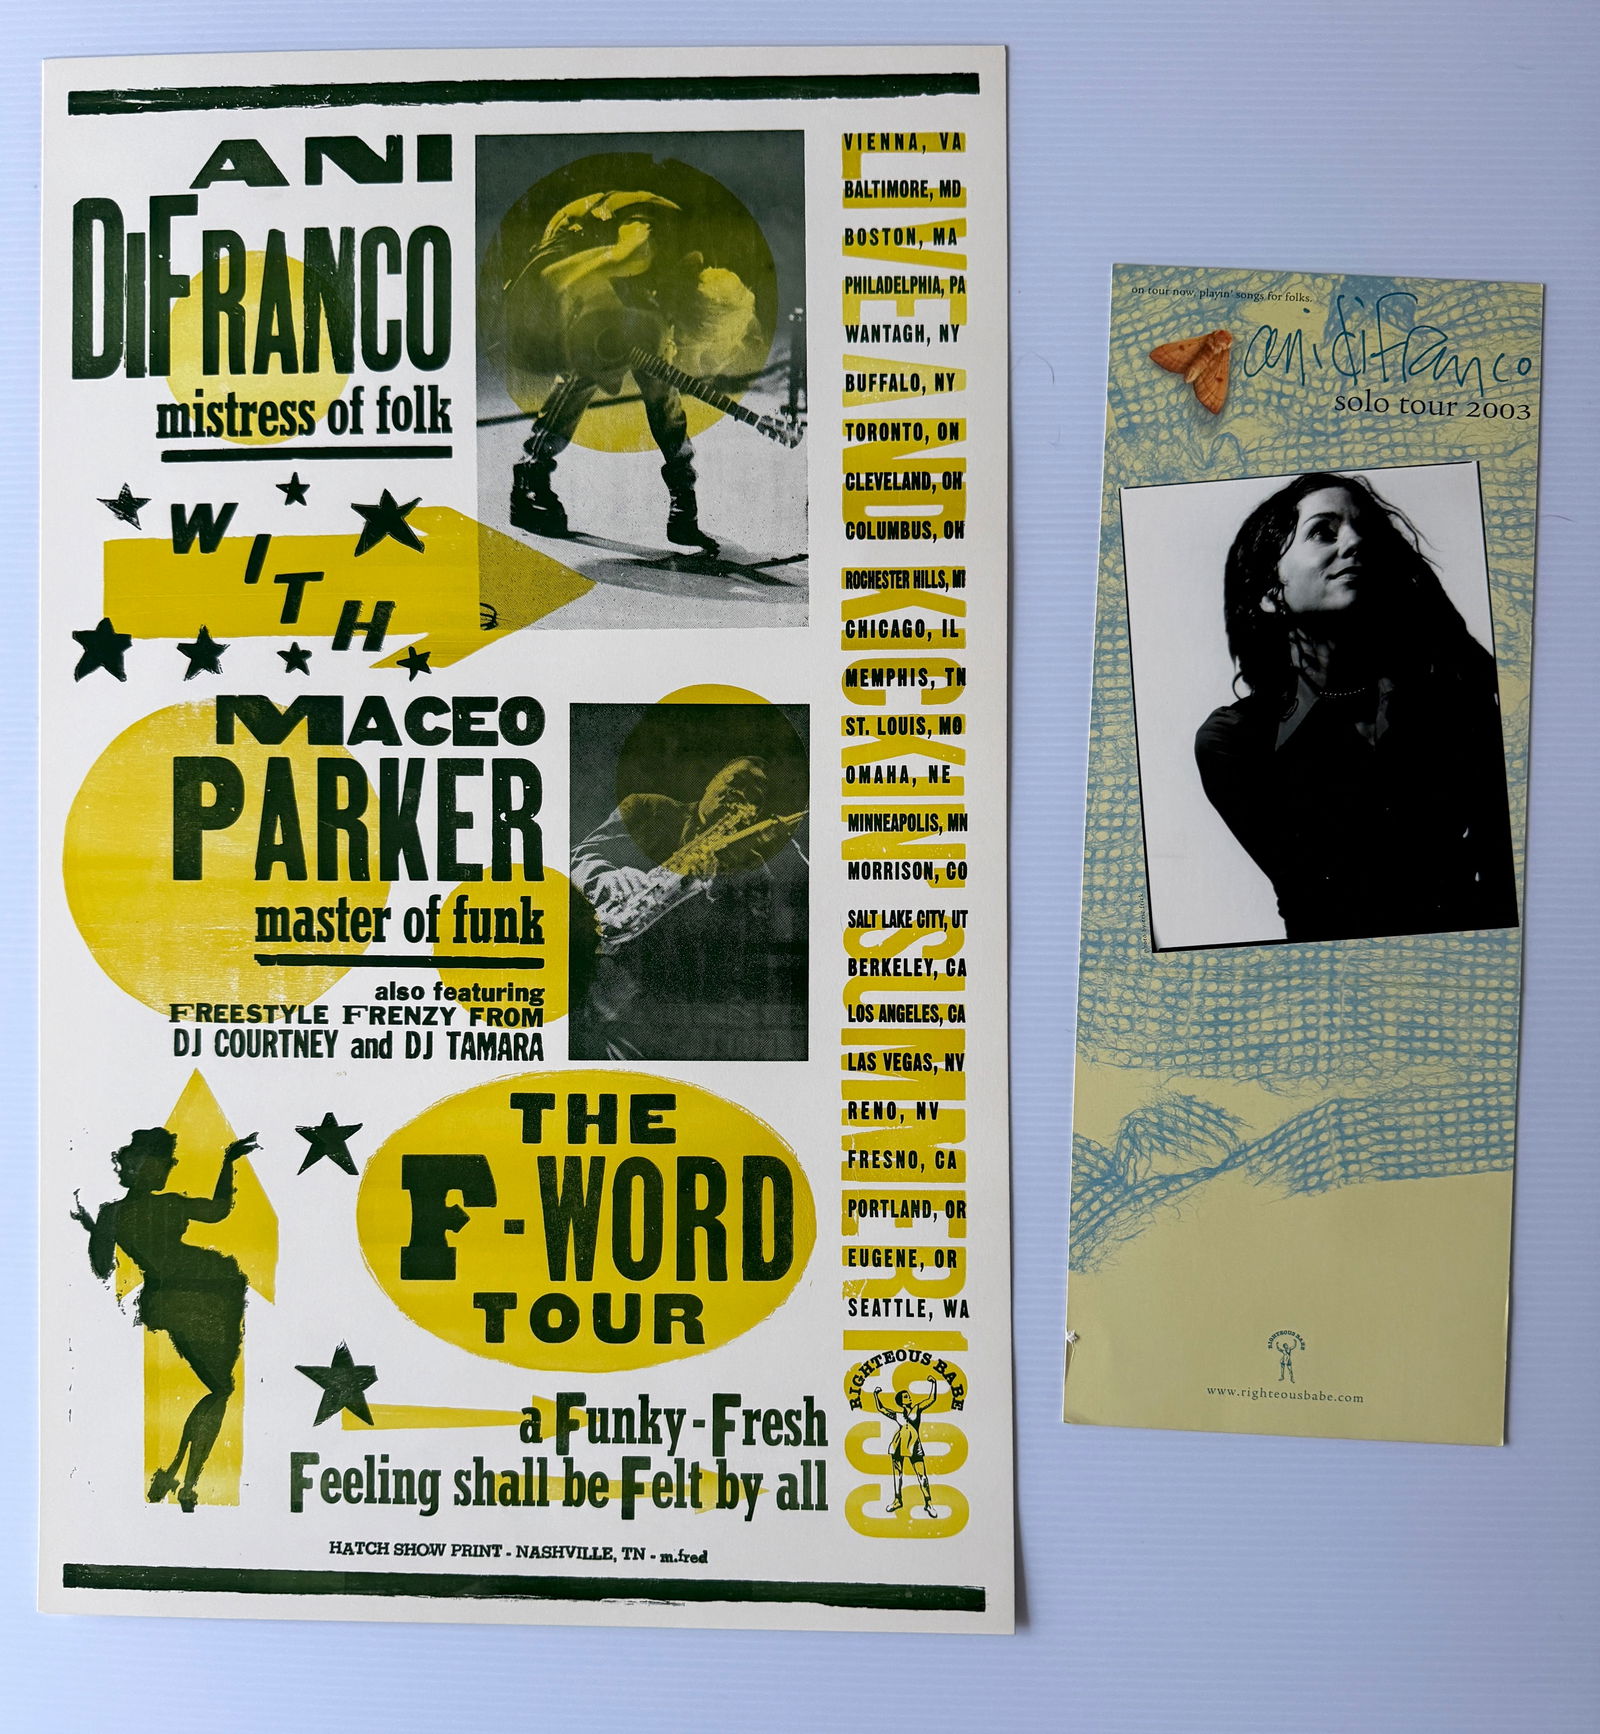 ANI
DIFRANCO
mistress of folk
WITH
MACEO
PARKER
master of funk
also featuring
FREESTYLE FRENZY FROM
DJ COURTNEY and DJ TAMARA
THE
F-WORD
TOUR
a Funky-Fresh
Feeling shall be Felt by all
HATCH SHOW PRINT - NASHVILLE, TN - m.fred
VIENNA, VA
BALTIMORE, MD
BOSTON, MA
PHILADELPHIA, PA
WANTAGH, NY
BUFFALO, NY
TORONTO, ON
CLEVELAND, OH
COLUMBUS, OH
ROCHESTER HILLS, MI
CHICAGO, IL
MEMPHIS, TN
ST. LOUIS, MO
OMAHA, NE
MINNEAPOLIS, MN
MORRISON, CO
SALT LAKE CITY, UT
BERKELEY, CA
LOS ANGELES, CA
LAS VEGAS, NV
RENO, NV
FRESNO, CA
PORTLAND, OR
EUGENE, OR
SEATTLE, WA
LIVE AND KICKIN SUMMER 1999
RIGHTEOUS BABE
on tour now, playin' songs for folks.
ani difranco
solo tour 2003
RIGHTEOUS BABE
www.righteousbabe.com